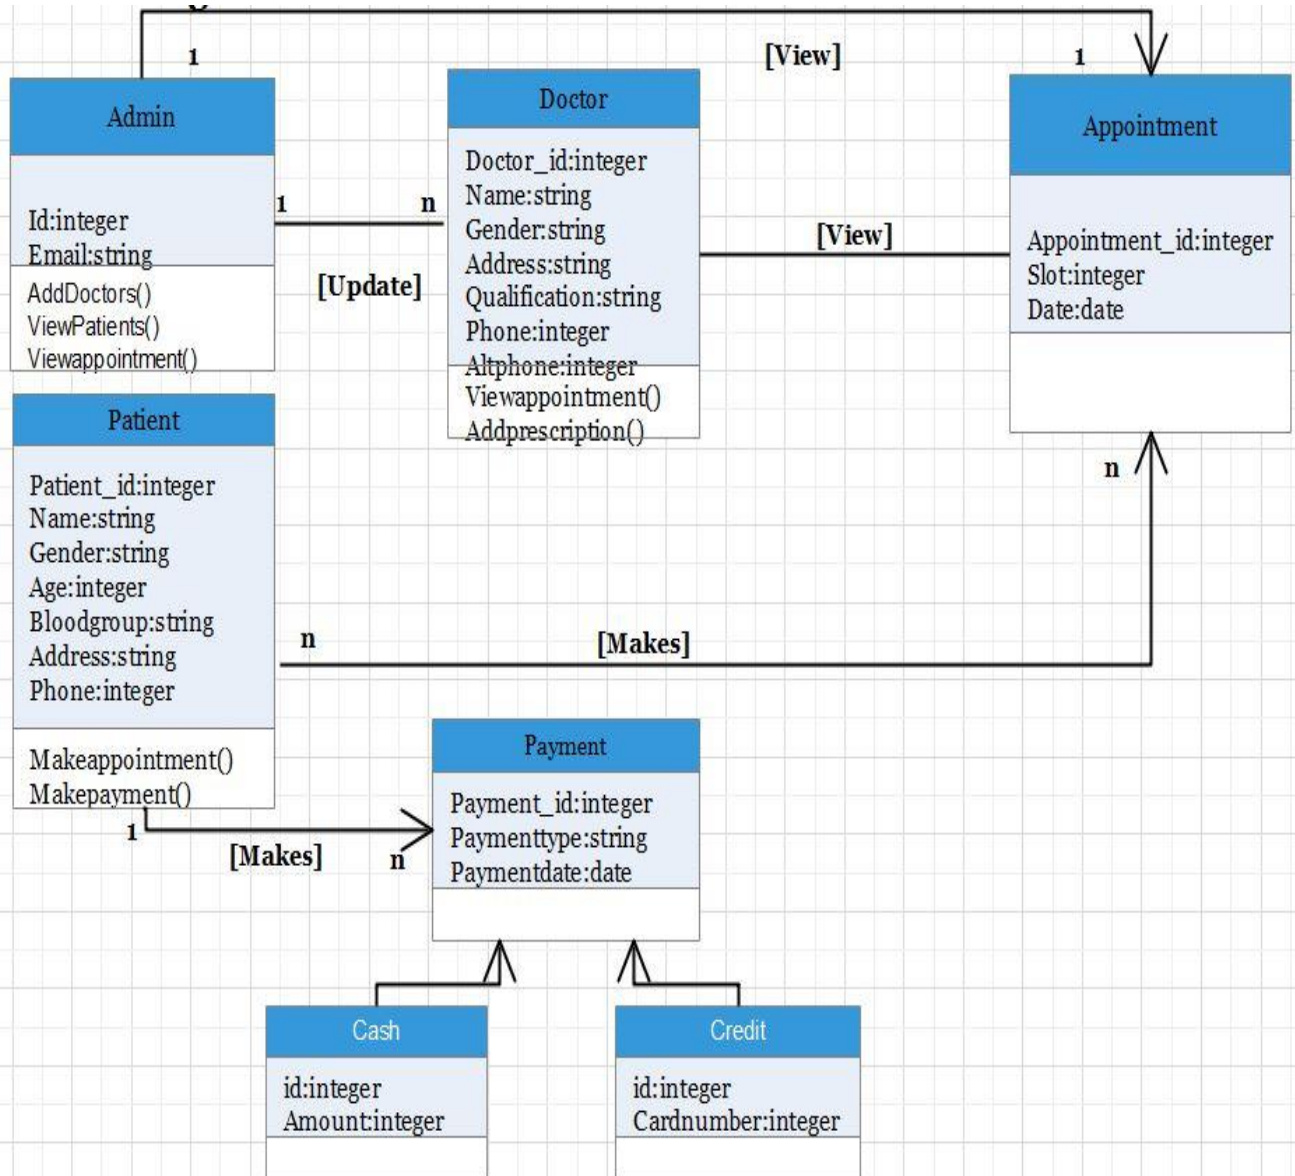 1
[View]
1
Admin
Id:integer
Email:string
AddDoctors()
ViewPatients()
Viewappointment()
1
n
[Update]
Doctor
Doctor_id:integer
Name:string
Gender:string
Address:string
Qualification:string
Phone:integer
Altphone:integer
Viewappointment()
Addprescription()
[View]
Appointment
Appointment_id:integer
Slot:integer
Date:date
n
Patient
Patient_id:integer
Name:string
Gender:string
Age:integer
Bloodgroup:string
Address:string
Phone:integer
Makeappointment()
Makepayment()
n
[Makes]
1
[Makes]
n
Payment
Payment_id:integer
Paymenttype:string
Paymentdate:date
Cash
id:integer
Amount:integer
Credit
id:integer
Cardnumber:integer